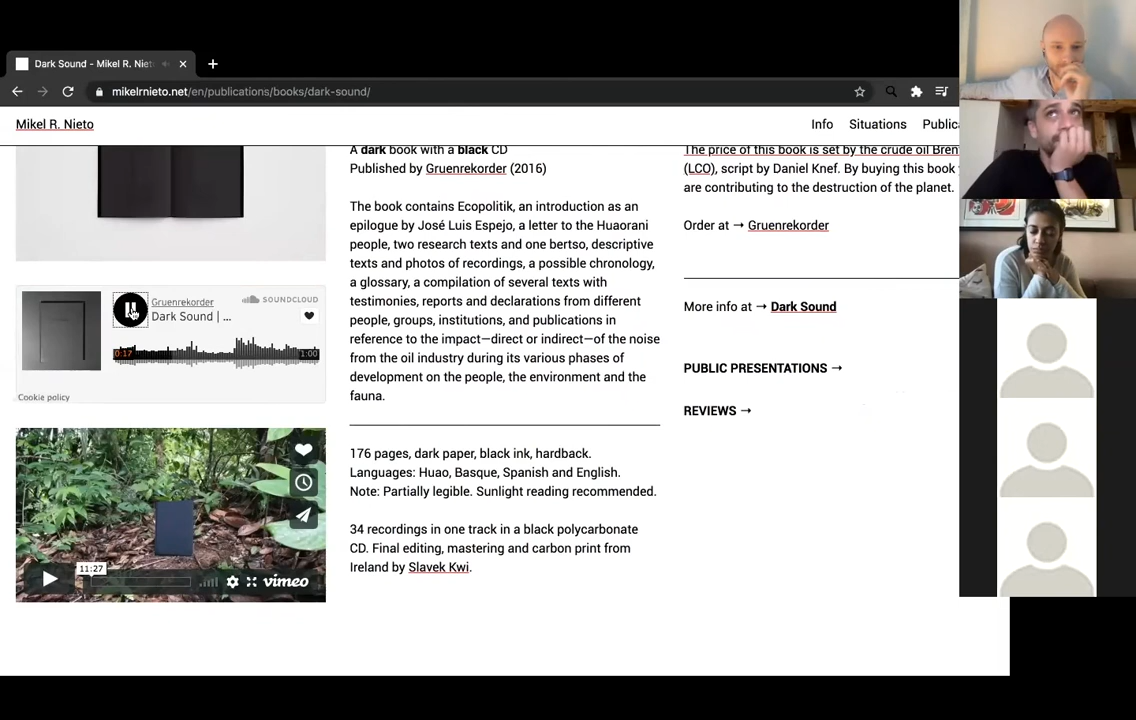 Dark Sound - Mikel R. Niet
mikelrnieto.net/en/publications/books/dark-sound/
Mikel R. Nieto
Info
Situations
Publica
A dark book with a black CD
Published by Gruenrekorder (2016)
The book contains Ecopolitik, an introduction as an
epilogue by José Luis Espejo, a letter to the Huaorani
people, two research texts and one bertso, descriptive
texts and photos of recordings, a possible chronology,
a glossary, a compilation of several texts with
testimonies, reports and declarations from different
people, groups, institutions, and publications in
reference to the impact—direct or indirect—of the noise
from the oil industry during its various phases of
development on the people, the environment and the
fauna.
176 pages, dark paper, black ink, hardback.
Languages: Huao, Basque, Spanish and English.
Note: Partially legible. Sunlight reading recommended.
34 recordings in one track in a black polycarbonate
CD. Final editing, mastering and carbon print from
Ireland by Slavek Kwi.
The price of this book is set by the crude oil Bren
(LCO), script by Daniel Knef. By buying this book
are contributing to the destruction of the planet.
Order at → Gruenrekorder
More info at → Dark Sound
PUBLIC PRESENTATIONS →
REVIEWS →
Gruenrekorder
SOUNDCLOUD
Dark Sound | ...
0:17
1:00
Cookie policy
11:27
vimeo